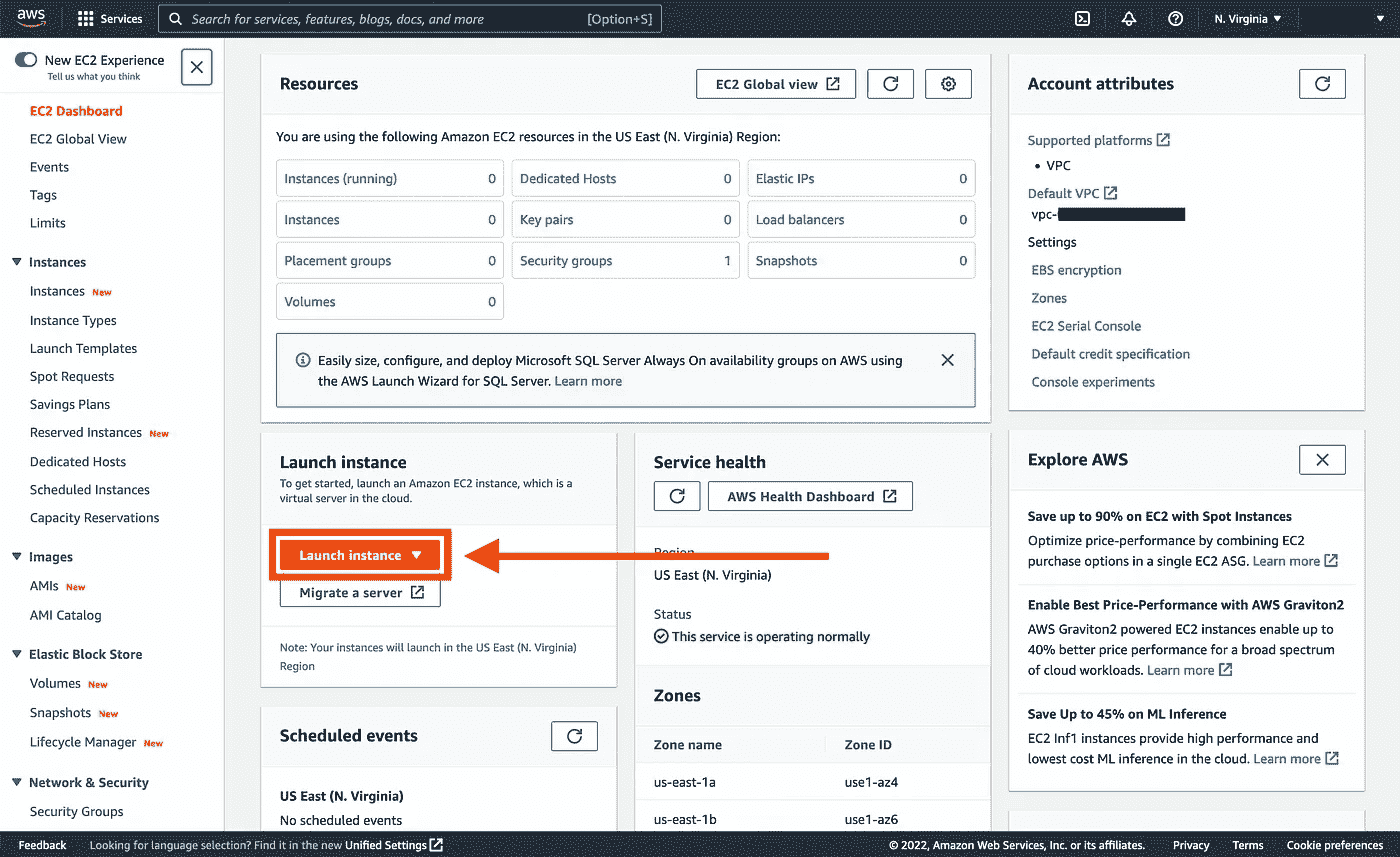 aws
Services
Search for services, features, blogs, docs, and more
[Option+S]
N. Virginia
New EC2 Experience
Tell us what you think
EC2 Dashboard
EC2 Global View
Events
Tags
Limits
Instances
Instances New
Instance Types
Launch Templates
Spot Requests
Savings Plans
Reserved Instances New
Dedicated Hosts
Scheduled Instances
Capacity Reservations
Images
AMIs New
AMI Catalog
Elastic Block Store
Volumes New
Snapshots New
Lifecycle Manager New
Network & Security
Security Groups
Resources
EC2 Global view
You are using the following Amazon EC2 resources in the US East (N. Virginia) Region:
Instances (running) 0
Dedicated Hosts 0
Elastic IPs 0
Instances 0
Key pairs 0
Load balancers 0
Placement groups 0
Security groups 1
Snapshots 0
Volumes 0
Easily size, configure, and deploy Microsoft SQL Server Always On availability groups on AWS using
the AWS Launch Wizard for SQL Server. Learn more
Launch instance
To get started, launch an Amazon EC2 instance, which is a
virtual server in the cloud.
Launch instance
Migrate a server
Note: Your instances will launch in the US East (N. Virginia)
Region
Scheduled events
US East (N. Virginia)
No scheduled events
Service health
AWS Health Dashboard
Region
US East (N. Virginia)
Status
This service is operating normally
Zones
Zone name Zone ID
us-east-1a use1-az4
us-east-1b use1-az6
Account attributes
Supported platforms
• VPC
Default VPC
vpc-
Settings
EBS encryption
Zones
EC2 Serial Console
Default credit specification
Console experiments
Explore AWS
Save up to 90% on EC2 with Spot Instances
Optimize price-performance by combining EC2
purchase options in a single EC2 ASG. Learn more
Enable Best Price-Performance with AWS Graviton2
AWS Graviton2 powered EC2 instances enable up to
40% better price performance for a broad spectrum
of cloud workloads. Learn more
Save Up to 45% on ML Inference
EC2 Inf1 instances provide high performance and
lowest cost ML inference in the cloud. Learn more
Feedback
Looking for language selection? Find it in the new Unified Settings
© 2022, Amazon Web Services, Inc. or its affiliates.
Privacy
Terms
Cookie preferences